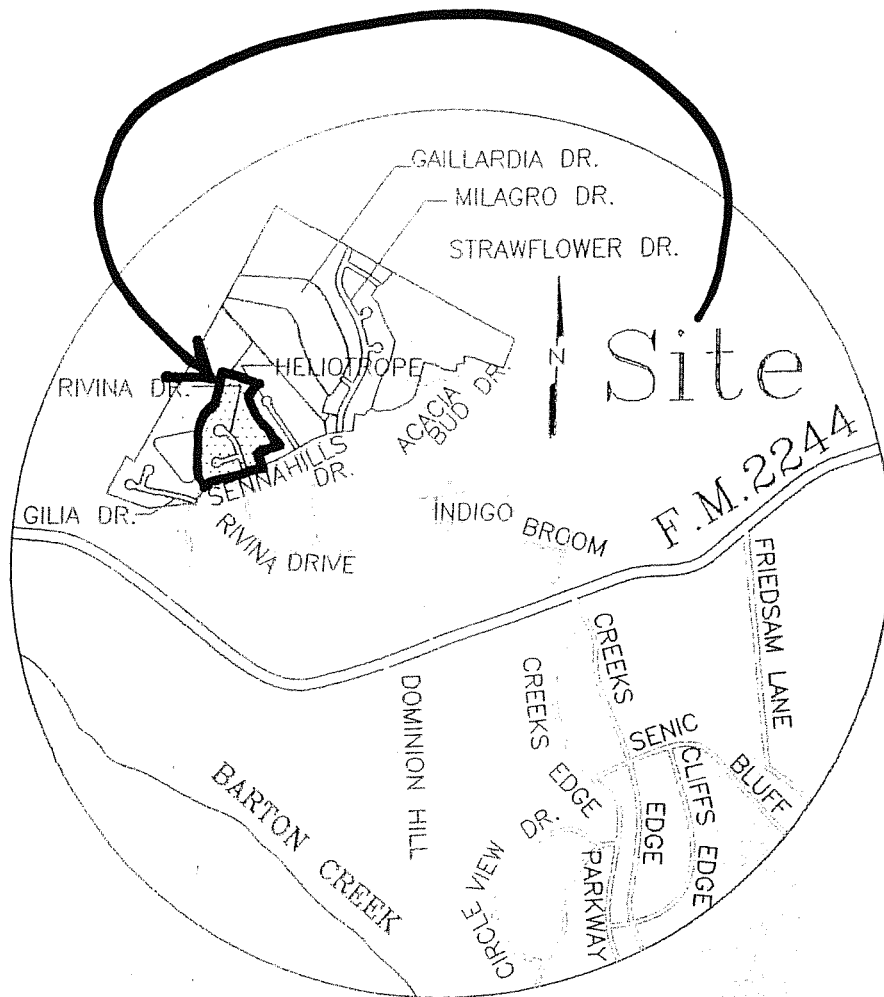 GAILLARDIA DR.
MILAGRO DR.
STRAWFLOWER DR.
N
Site
HELIOTROPE
RIVINA DR.
ACACIA
BUD DR.
SENNAHILLS
DR.
GILIA DR.
RIVINA DRIVE
INDIGO BROOM
F.M.2244
FRIEDSAM LANE
CREEKS
EDGE
CREEKS
EDGE
PARKWAY
DOMINION HILL
SENIC
BLUFF
CLIFFS EDGE
CIRCLE VIEW
DR.
BARTON CREEK